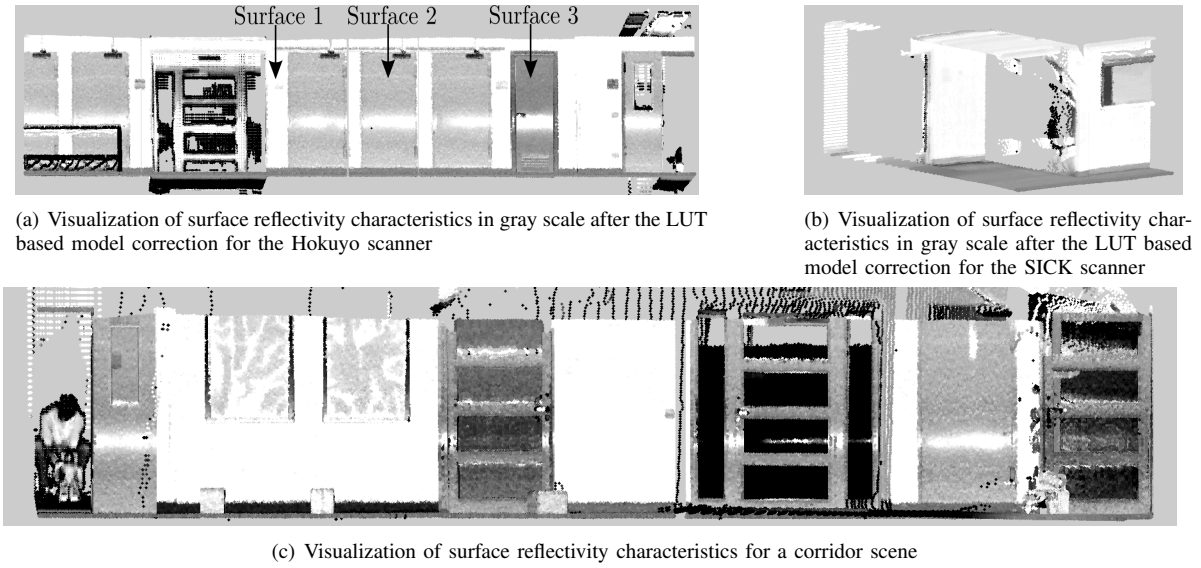 Surface 1 Surface 2 Surface 3
(a) Visualization of surface reflectivity characteristics in gray scale after the LUT
based model correction for the Hokuyo scanner
(b) Visualization of surface reflectivity char-
acteristics in gray scale after the LUT based
model correction for the SICK scanner
(c) Visualization of surface reflectivity characteristics for a corridor scene